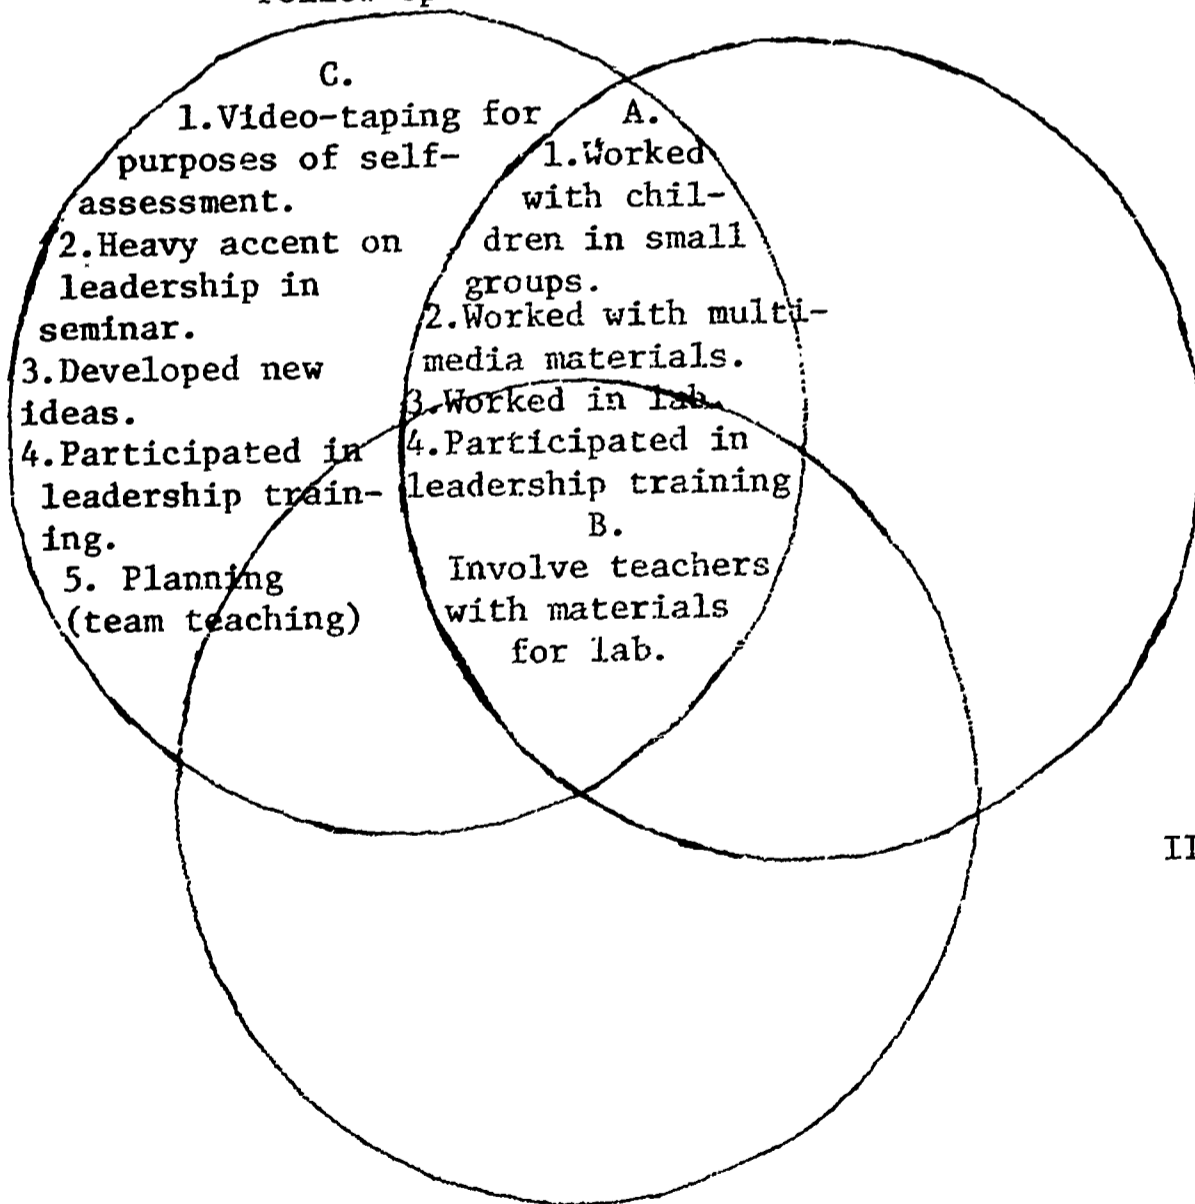 C.
1.Video-taping for
purposes of self-
assessment.
2.Heavy accent on
leadership in
seminar.
3.Developed new
ideas.
4.Participated in
leadership train-
ing.
5. Planning
(team teaching)
A.
1.Worked
with chil-
dren in small
groups.
2.Worked with multi-
media materials.
3.Worked in lab.
4.Participated in
leadership training
B.
Involve teachers
with materials
for lab.